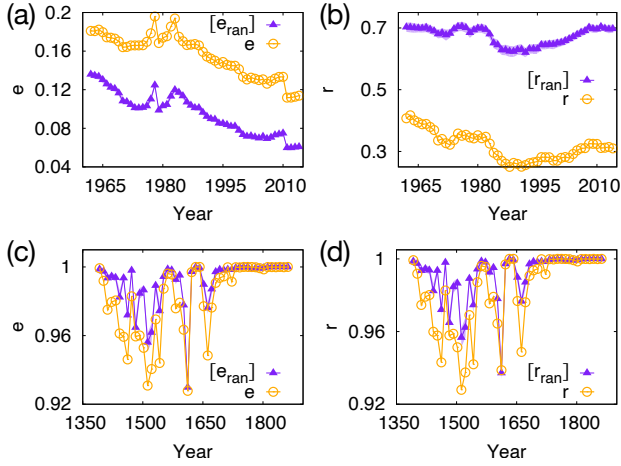 (a)
0.2
0.16
0.12
0.08
0.04
e
[e_ran]
e
1965
1980
1995
2010
Year
(b)
0.7
0.5
0.3
r
[r_ran]
r
1965
1980
1995
2010
Year
(c)
1
0.96
0.92
e
[e_ran]
e
1350
1500
1650
1800
Year
(d)
1
0.96
0.92
r
[r_ran]
r
1350
1500
1650
1800
Year